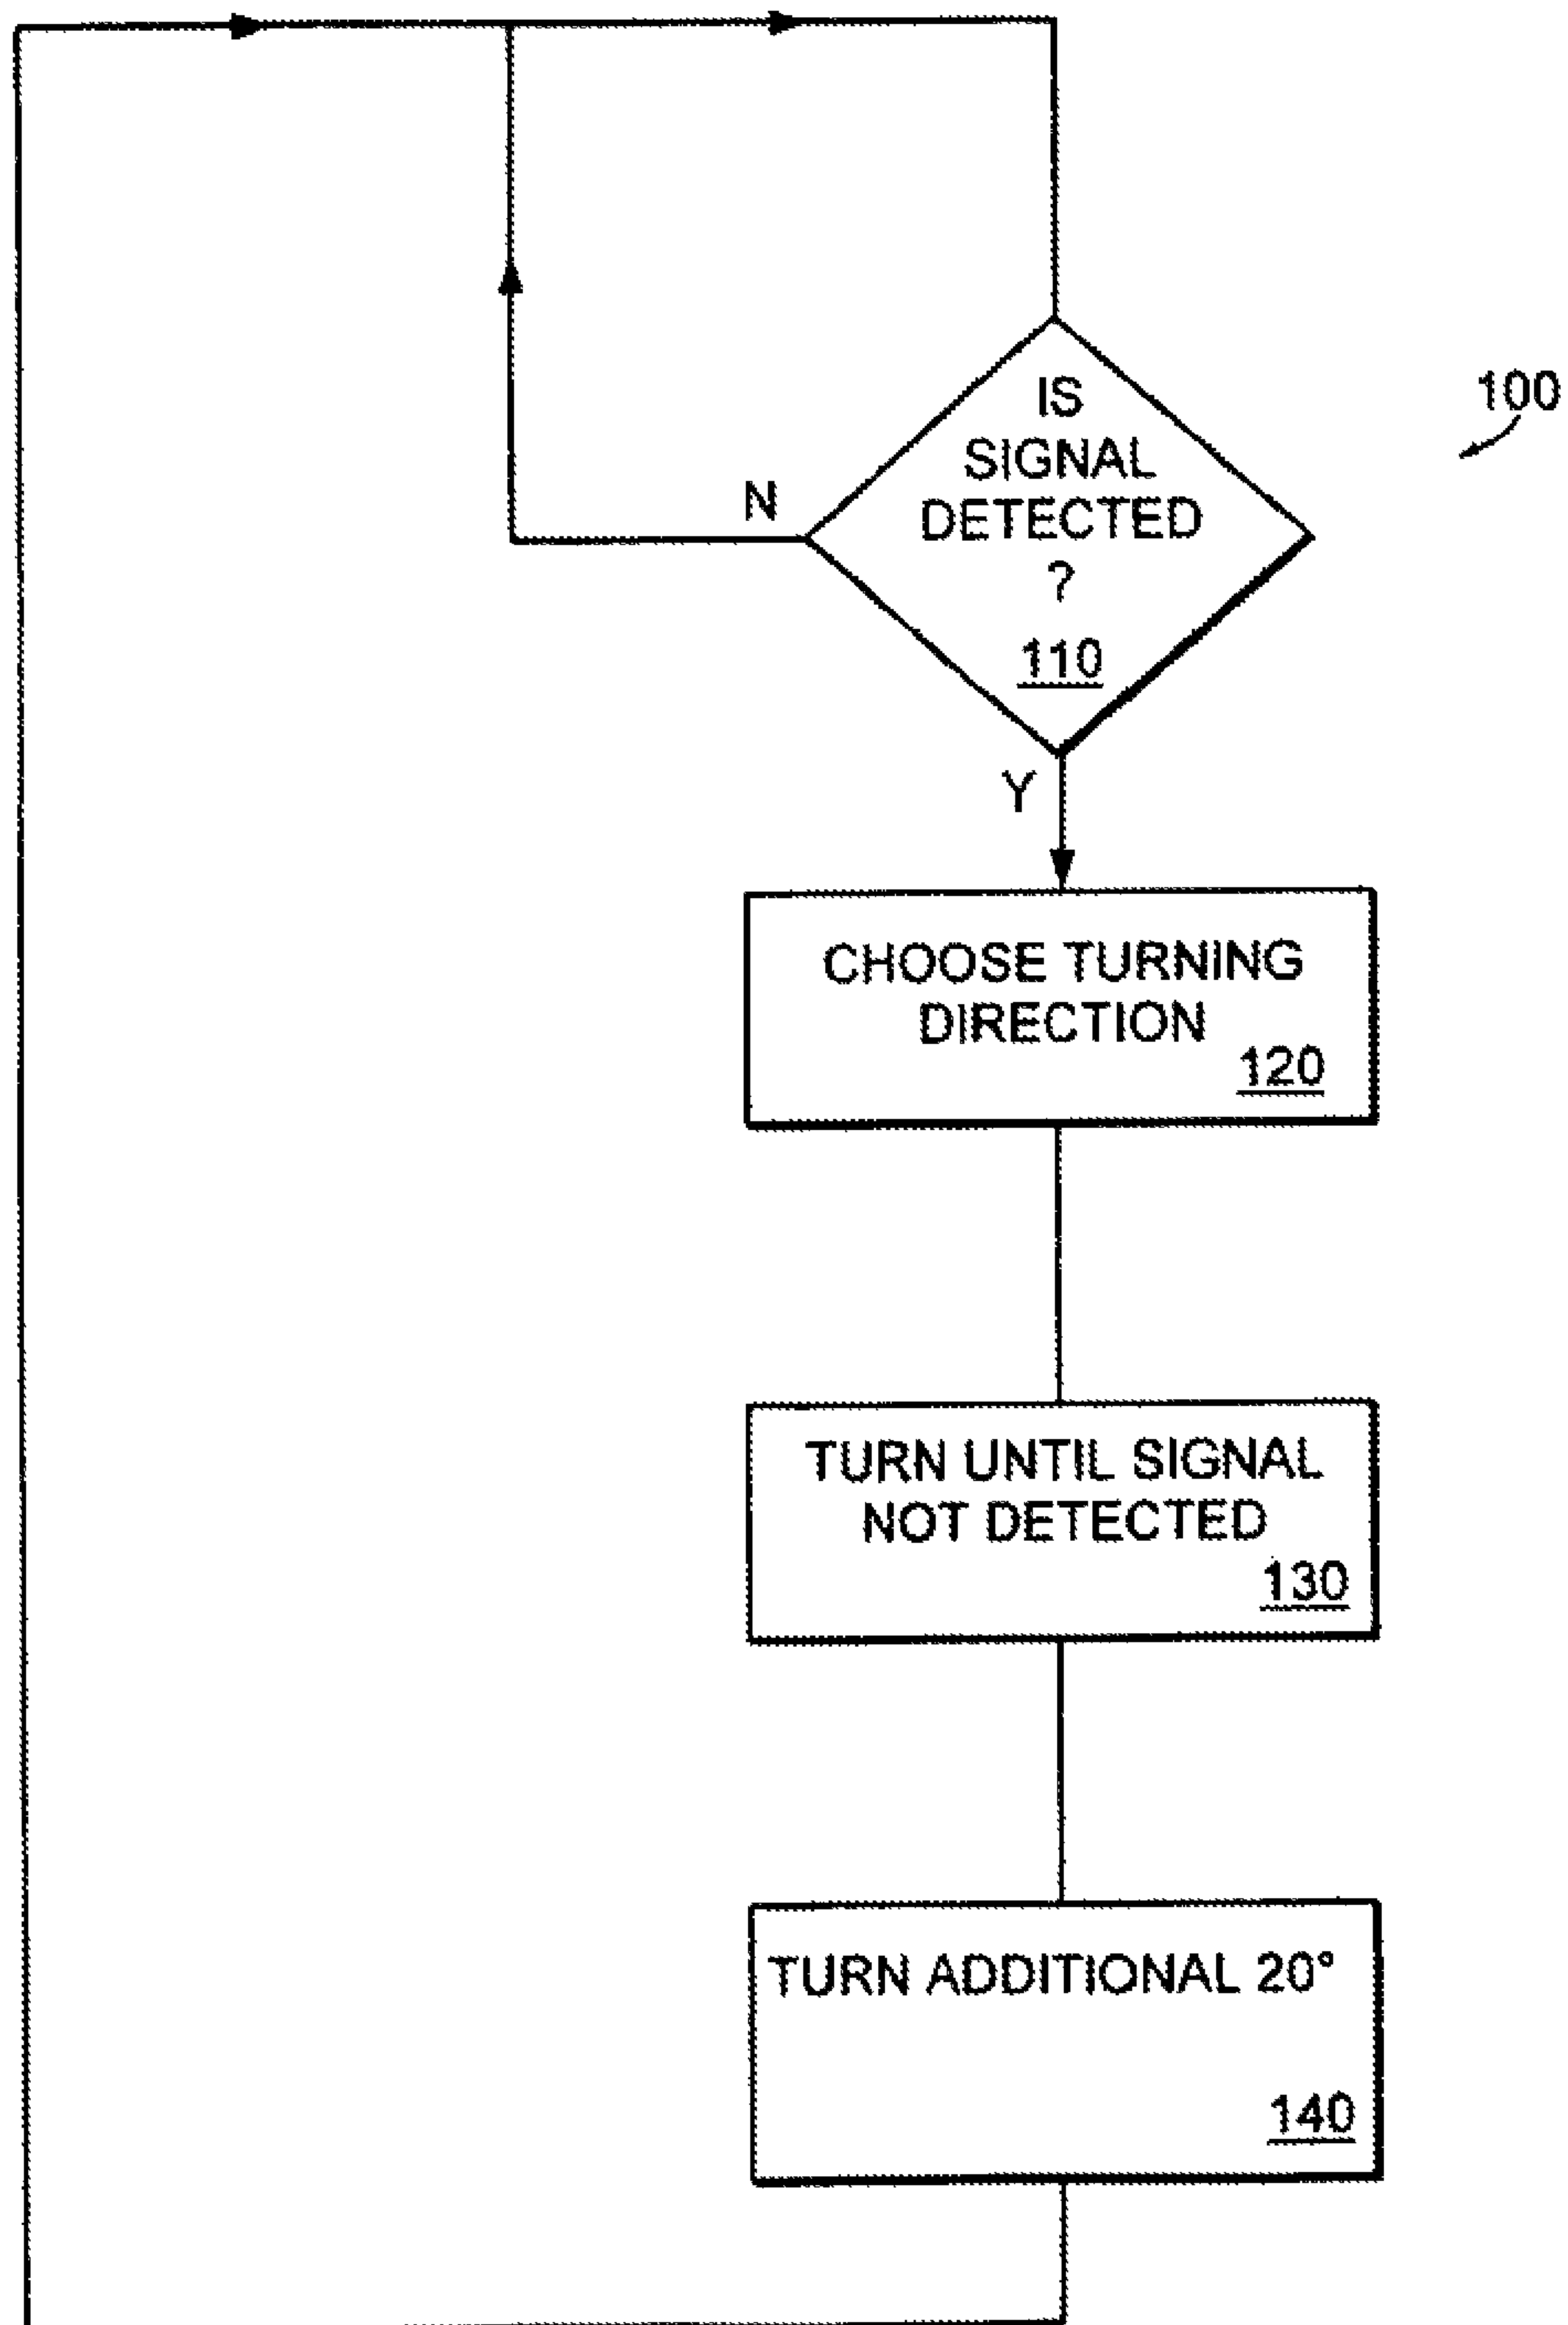 100
IS
SIGNAL
DETECTED
?
110
N
Y
CHOOSE TURNING
DIRECTION
120
TURN UNTIL SIGNAL
NOT DETECTED
130
TURN ADDITIONAL 20°
140